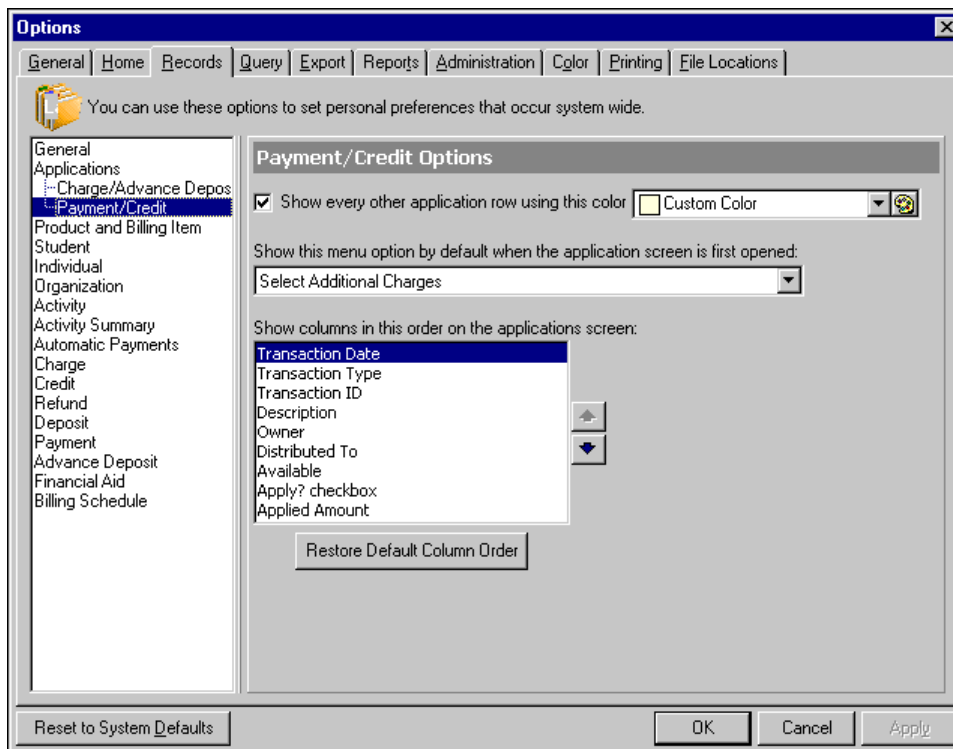 Options
General Home Records Query Export Reports Administration Color Printing File Locations
You can use these options to set personal preferences that occur system wide.
General
Applications
Charge/Advance Depos
Payment/Credit
Product and Billing Item
Student
Individual
Organization
Activity
Activity Summary
Automatic Payments
Charge
Credit
Refund
Deposit
Payment
Advance Deposit
Financial Aid
Billing Schedule
Payment/Credit Options
Show every other application row using this color Custom Color
Show this menu option by default when the application screen is first opened:
Select Additional Charges
Show columns in this order on the applications screen:
Transaction Date
Transaction Type
Transaction ID
Description
Owner
Distributed To
Available
Apply? checkbox
Applied Amount
Restore Default Column Order
Reset to System Defaults OK Cancel Apply